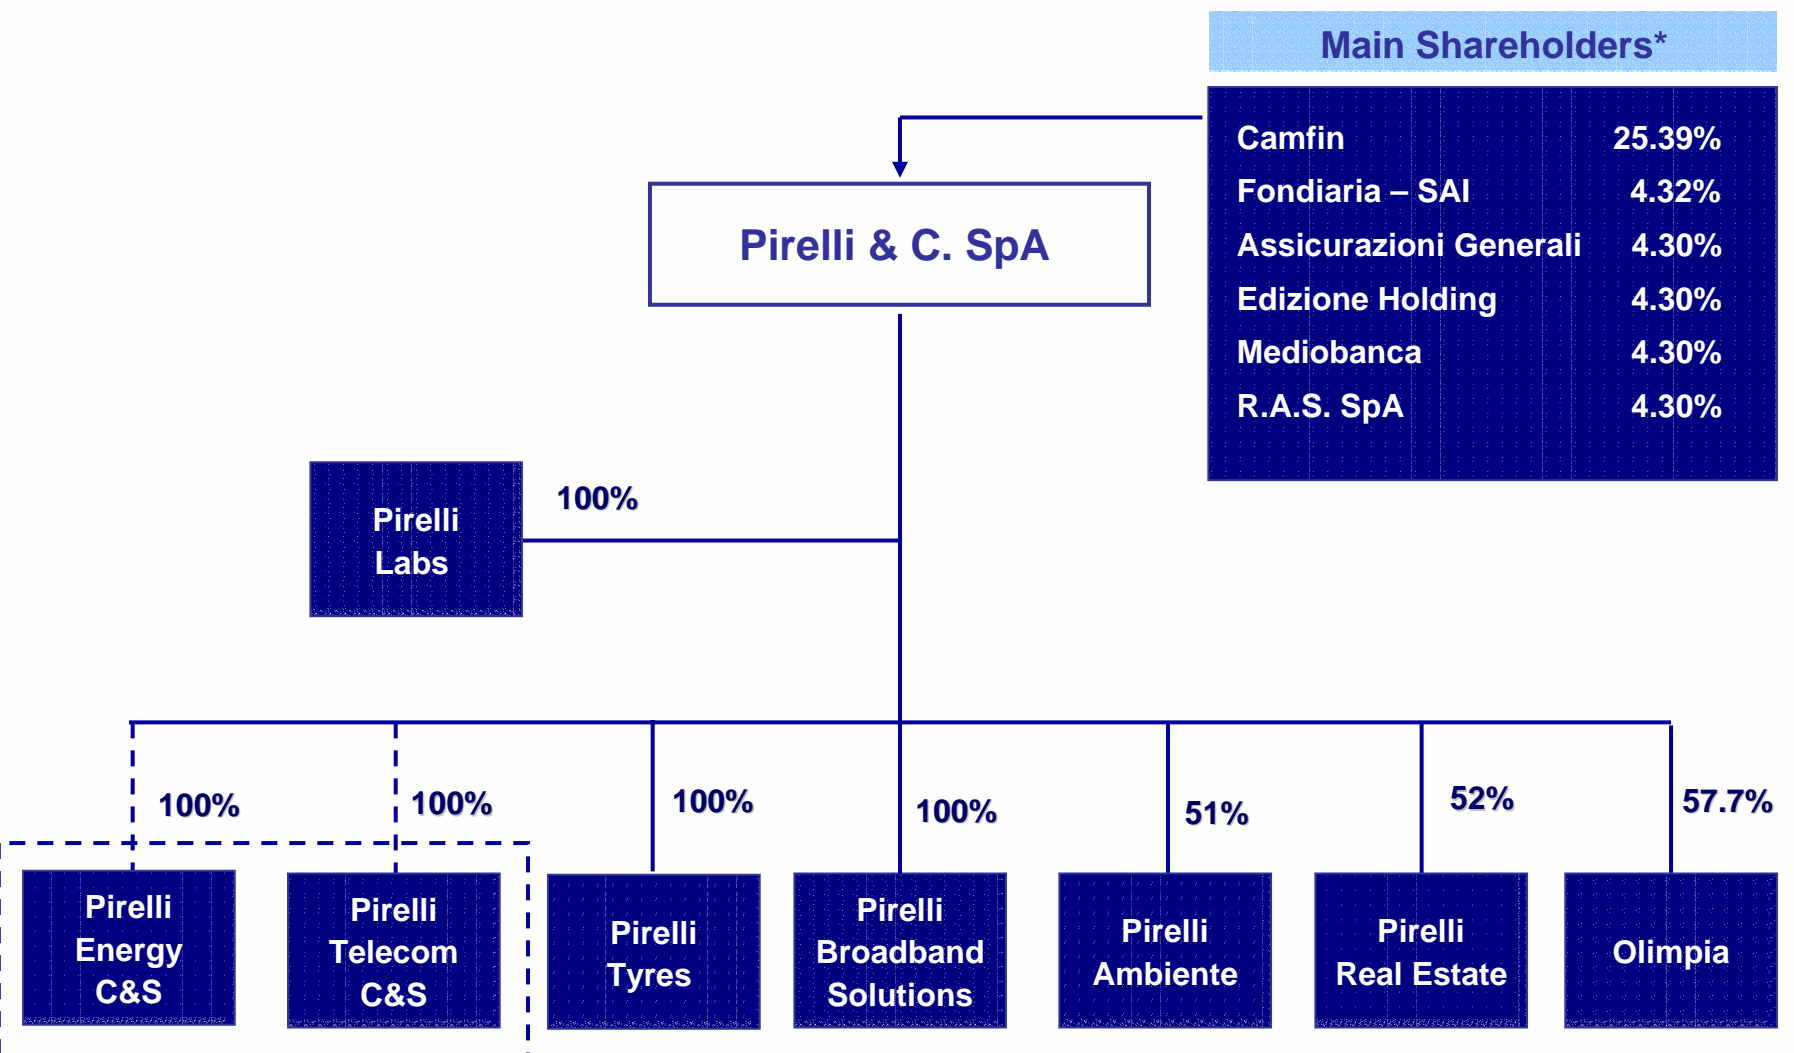 Main Shareholders*
Camfin 25.39%
Fondiaria – SAI 4.32%
Assicurazioni Generali 4.30%
Edizione Holding 4.30%
Mediobanca 4.30%
R.A.S. SpA 4.30%
Pirelli & C. SpA
100%
Pirelli
Labs
100%
100%
100%
100%
51%
52%
57.7%
Pirelli
Energy
C&S
Pirelli
Telecom
C&S
Pirelli
Tyres
Pirelli
Broadband
Solutions
Pirelli
Ambiente
Pirelli
Real Estate
Olimpia